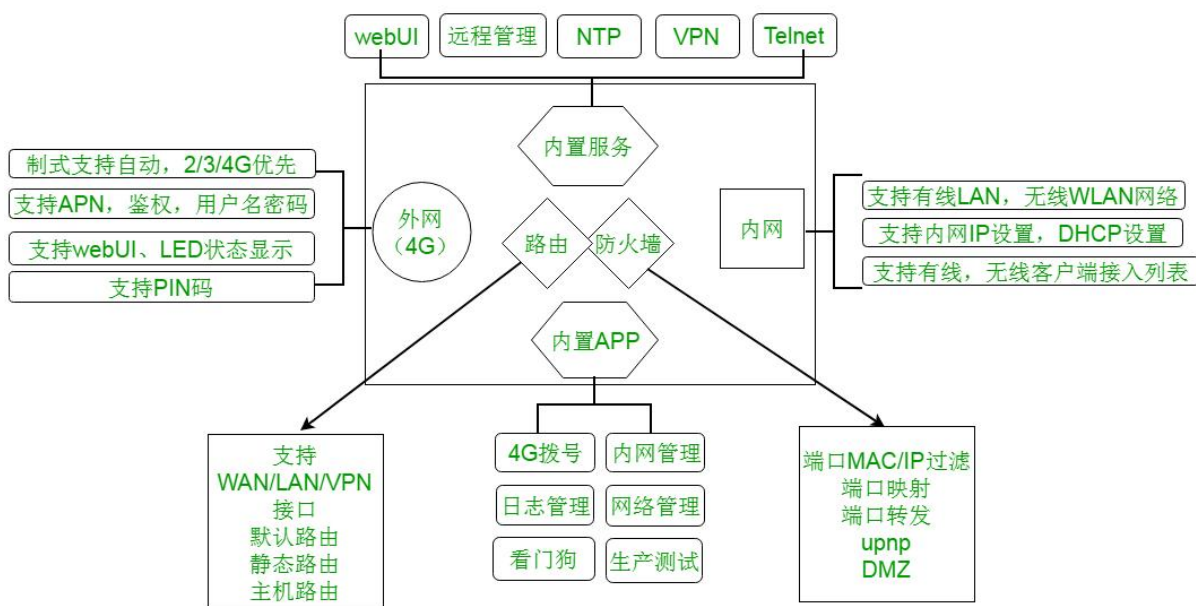 webUI
远程管理
NTP
VPN
Telnet
内置服务
制式支持自动，2/3/4G优先
支持APN，鉴权，用户名密码
支持webUI、LED状态显示
支持PIN码
外网
（4G）
路由
防火墙
内网
支持有线LAN，无线WLAN网络
支持内网IP设置，DHCP设置
支持有线，无线客户端接入列表
内置APP
支持
WAN/LAN/VPN
接口
默认路由
静态路由
主机路由
4G拨号
内网管理
日志管理
网络管理
看门狗
生产测试
端口MAC/IP过滤
端口映射
端口转发
upnp
DMZ